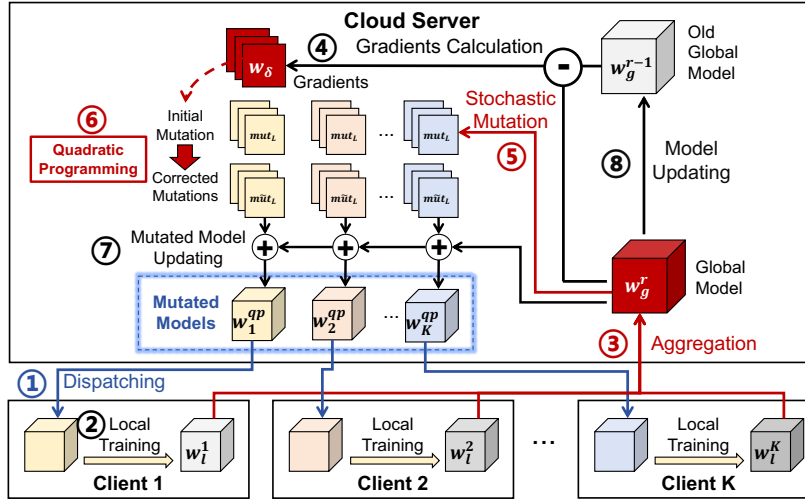 Cloud Server
④ Gradients Calculation
Old
Global
Model
w_g^{r-1}
-
w_δ
Gradients
⑥
Quadratic
Programming
Initial
Mutation
Corrected
Mutations
mut_L mut_L ... mut_L
Stochastic
Mutation
⑤
⑧
Model
Updating
m̃ut_L m̃ut_L ... m̃ut_L
⑦ Mutated Model
Updating
+ + +
w_g^r
Global
Model
Mutated
Models
w_1^{qp} w_2^{qp} ... w_K^{qp}
③ Aggregation
① Dispatching
② Local
Training
w_l^1
Client 1
Local
Training
w_l^2
Client 2
...
Local
Training
w_l^K
Client K